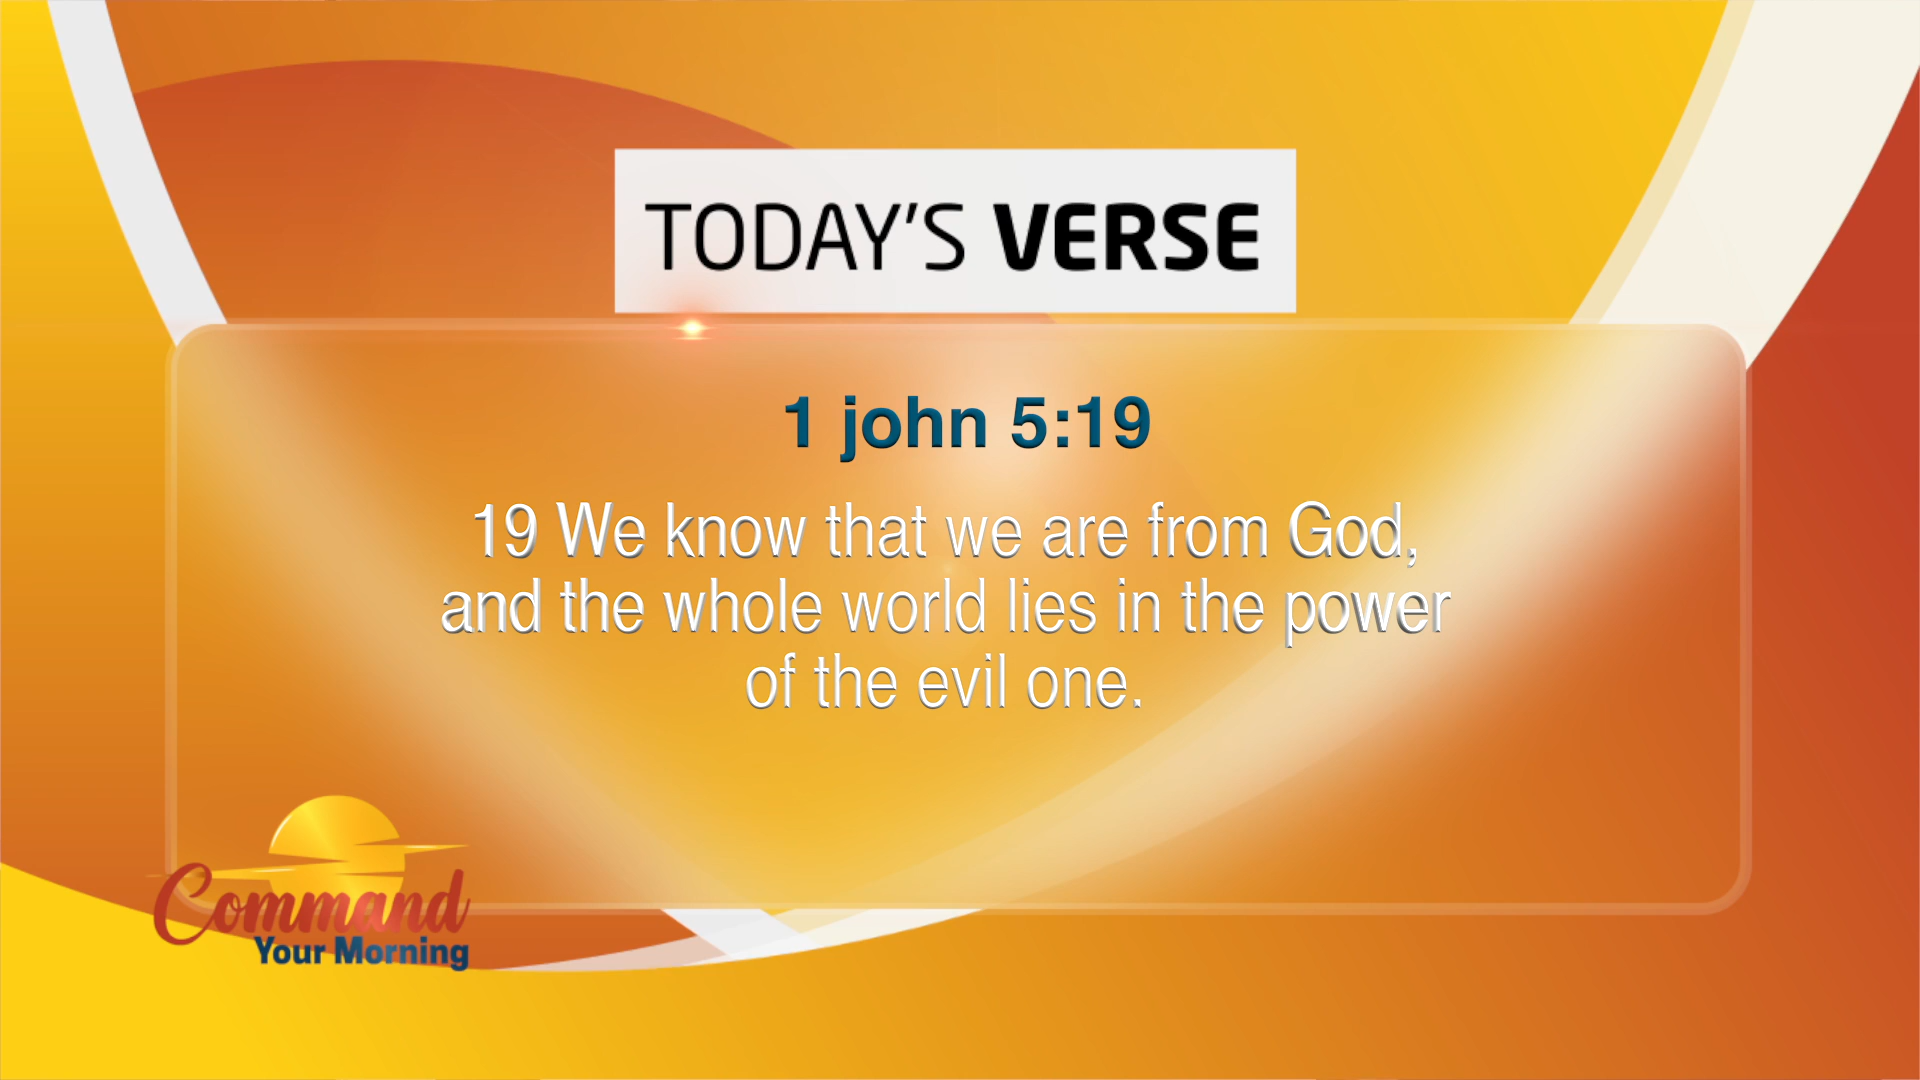 TODAY'S VERSE
1 john 5:19
19 We know that we are from God,
and the whole world lies in the power
of the evil one.
Command
Your Morning